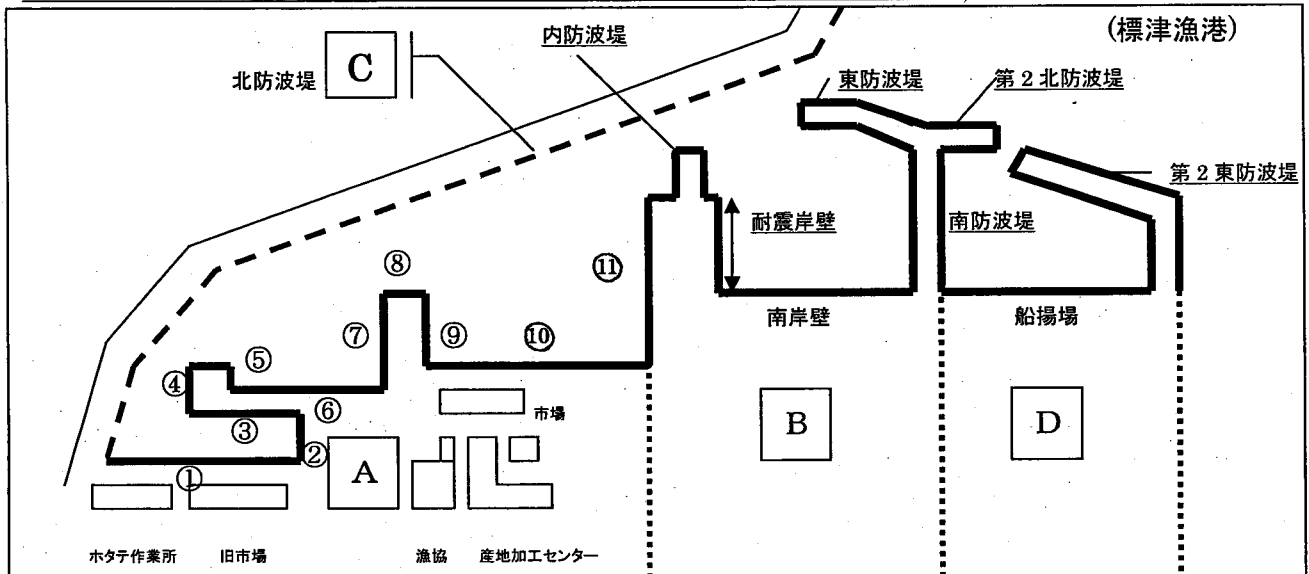 (標津漁港)
内防波堤
C
北防波堤
東防波堤
第2北防波堤
第2東防波堤
耐震岸壁
南防波堤
⑧
⑪
南岸壁
船揚場
⑦
⑨
⑩
⑤
④
⑥
市場
③
B
D
②
A
①
ホタテ作業所
旧市場
漁協
産地加工センター